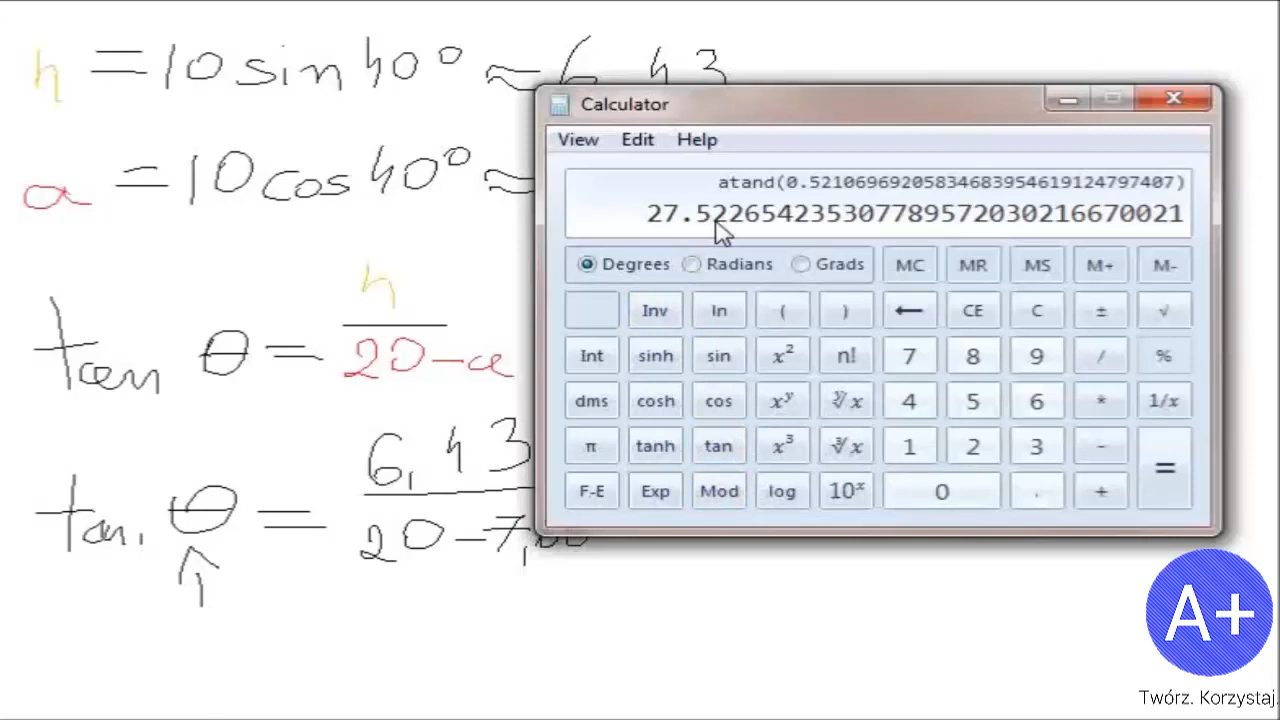 h = 10 sin 40° ≈ 6,43
a = 10 cos 40° ≈
tan θ = h / 20 - a
tan θ = 6,43 / 20 - 7,66
Calculator
View Edit Help
atand(0.52106969205834683954619124797407)
27.522654235307789572030216670021
Degrees Radians Grads MC MR MS M+ M-
Inv ln ( ) ← CE C ± √
Int sinh sin x² n! 7 8 9 / %
dms cosh cos xʸ ʸ√x 4 5 6 * 1/x
π tanh tan x³ ³√x 1 2 3 - =
F-E Exp Mod log 10ˣ 0 . +
A+
Twórz. Korzystaj.